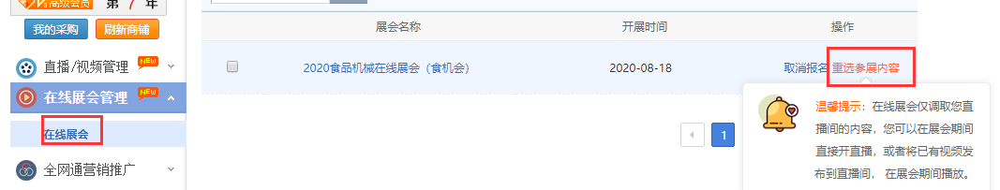 高级会员 第 7 年
我的采购 刷新商铺
直播/视频管理 NEW
在线展会管理 NEW
在线展会
全网通营销推广
展会名称 开展时间 操作
2020食品机械在线展会（食机会） 2020-08-18 取消报名 重选参展内容
1
温馨提示：在线展会仅调取您直
播间的内容，您可以在展会期间
直接开直播，或者将已有视频发
布到直播间， 在展会期间播放。